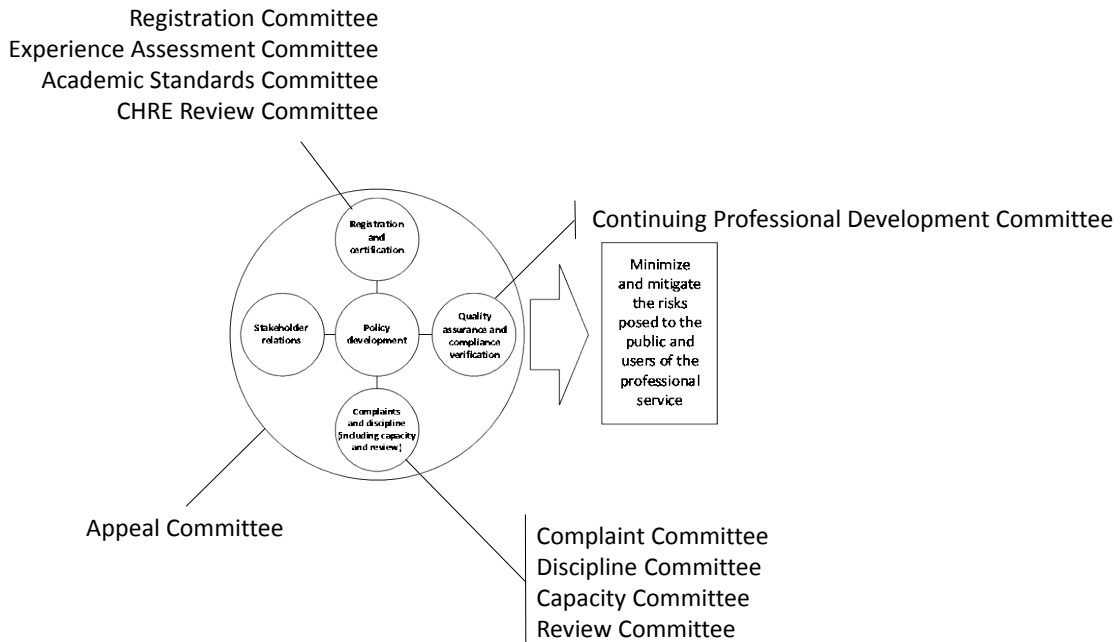 Registration Committee
Experience Assessment Committee
Academic Standards Committee
CHRE Review Committee
Continuing Professional Development Committee
Registration
and
certification
Stakeholder
relations
Policy
development
Quality
assurance and
compliance
verification
Complaints
and discipline
(including capacity
and review)
Minimize
and mitigate
the risks
posed to the
public and
users of the
professional
service
Appeal Committee
Complaint Committee
Discipline Committee
Capacity Committee
Review Committee